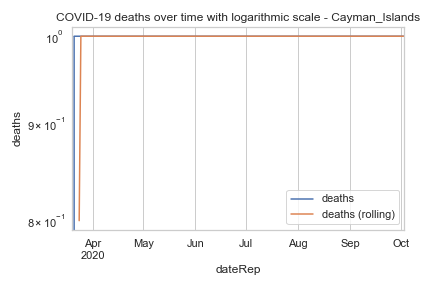 COVID-19 deaths over time with logarithmic scale - Cayman_Islands
10⁰
9 × 10⁻¹
8 × 10⁻¹
deaths
deaths
deaths (rolling)
Apr May Jun Jul Aug Sep Oct
2020
dateRep